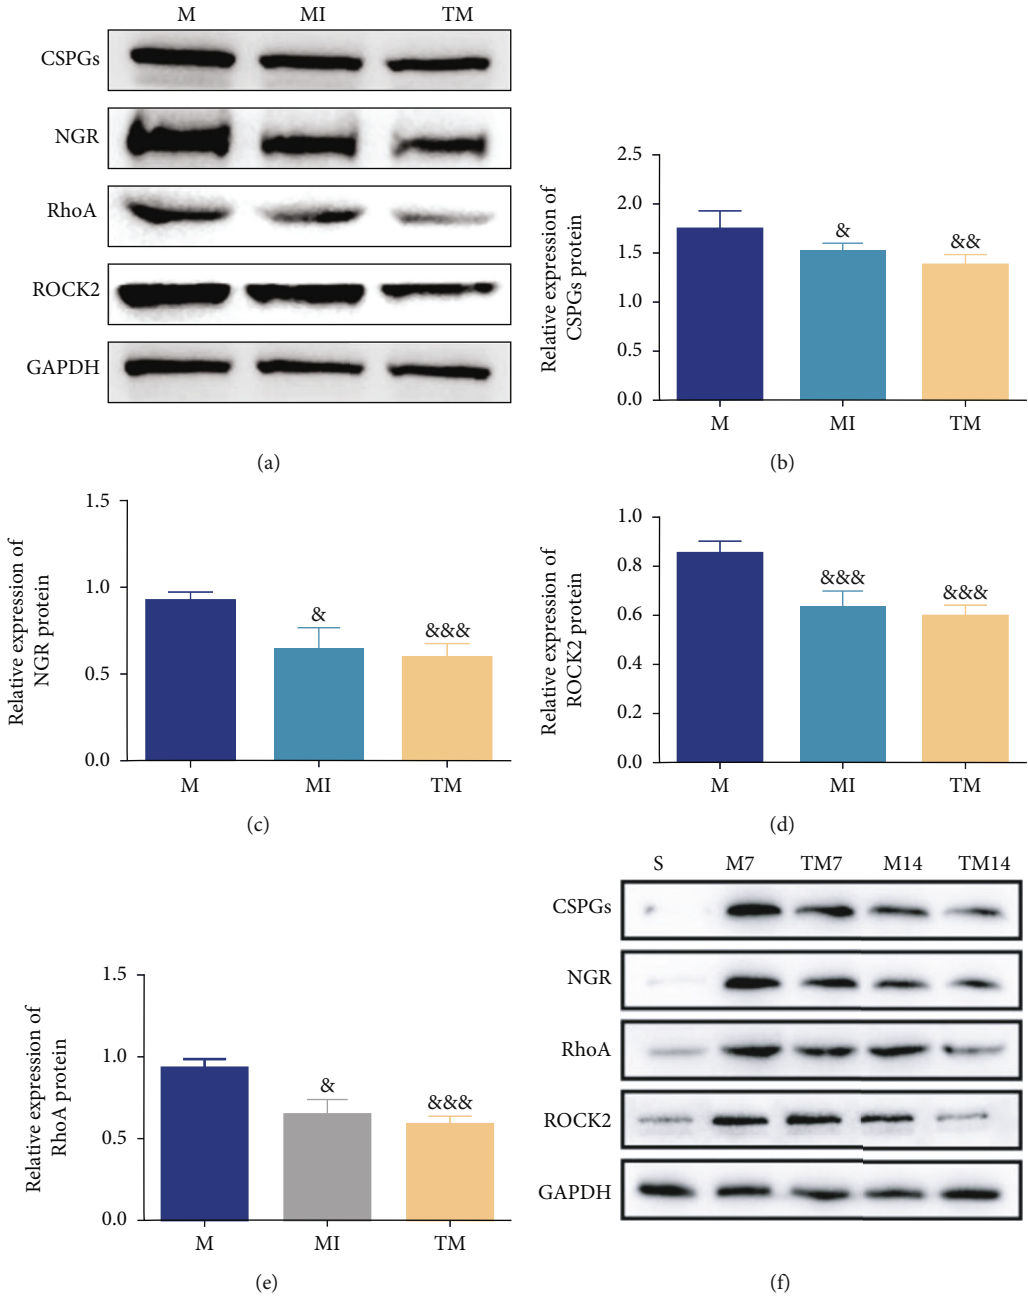 M MI TM
CSPGs
NGR
RhoA
ROCK2
GAPDH
(a)
Relative expression of
CSPGs protein
2.5
2.0
1.5
1.0
0.5
0.0
& &&
M MI TM
(b)
Relative expression of
NGR protein
1.5
1.0
0.5
0.0
& &&&
M MI TM
(c)
Relative expression of
ROCK2 protein
1.0
0.8
0.6
0.4
0.2
0.0
&&& &&&
M MI TM
(d)
Relative expression of
RhoA protein
1.5
1.0
0.5
0.0
& &&&
M MI TM
(e)
S M7 TM7 M14 TM14
CSPGs
NGR
RhoA
ROCK2
GAPDH
(f)